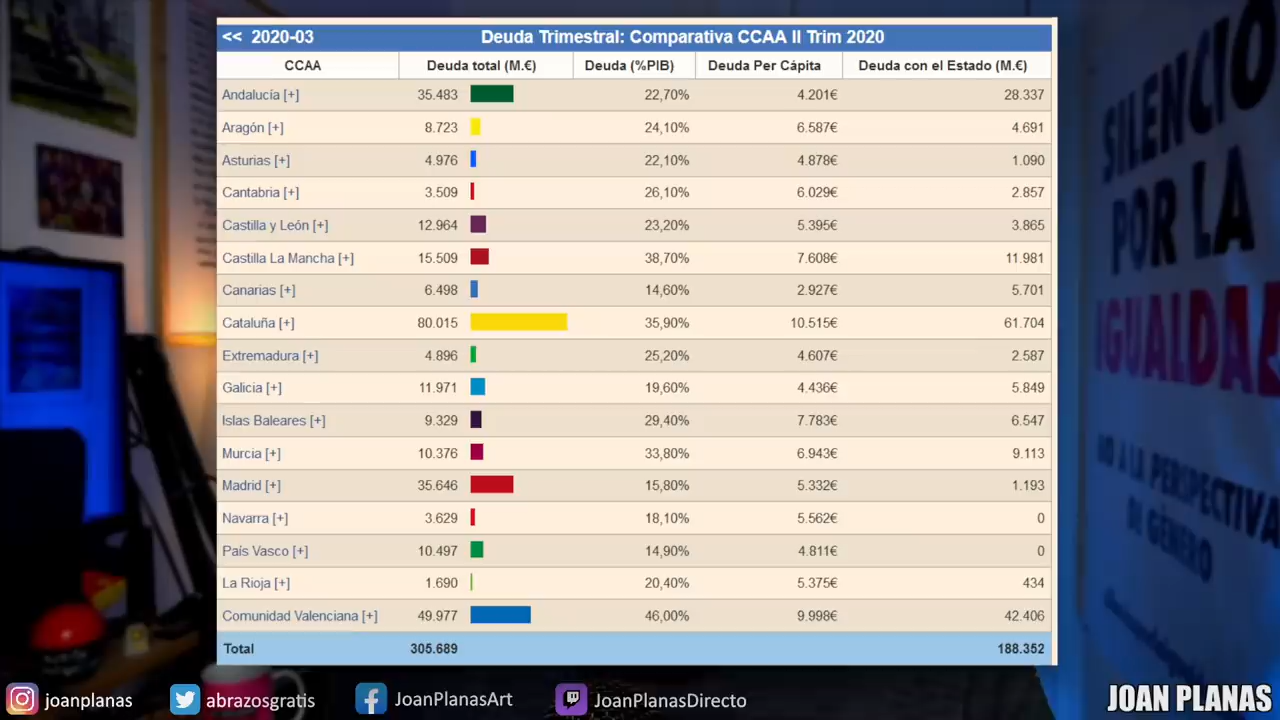 << 2020-03 Deuda Trimestral: Comparativa CCAA II Trim 2020
CCAA Deuda total (M.€) Deuda (%PIB) Deuda Per Cápita Deuda con el Estado (M.€)
Andalucía [+] 35.483 22,70% 4.201€ 28.337
Aragón [+] 8.723 24,10% 6.587€ 4.691
Asturias [+] 4.976 22,10% 4.878€ 1.090
Cantabria [+] 3.509 26,10% 6.029€ 2.857
Castilla y León [+] 12.964 23,20% 5.395€ 3.865
Castilla La Mancha [+] 15.509 38,70% 7.608€ 11.981
Canarias [+] 6.498 14,60% 2.927€ 5.701
Cataluña [+] 80.015 35,90% 10.515€ 61.704
Extremadura [+] 4.896 25,20% 4.607€ 2.587
Galicia [+] 11.971 19,60% 4.436€ 5.849
Islas Baleares [+] 9.329 29,40% 7.783€ 6.547
Murcia [+] 10.376 33,80% 6.943€ 9.113
Madrid [+] 35.646 15,80% 5.332€ 1.193
Navarra [+] 3.629 18,10% 5.562€ 0
País Vasco [+] 10.497 14,90% 4.811€ 0
La Rioja [+] 1.690 20,40% 5.375€ 434
Comunidad Valenciana [+] 49.977 46,00% 9.998€ 42.406
Total 305.689 188.352
SILENCIO
POR LA
IGUALDA
NO A LA PERSPECTIVA
DE GÉNERO
joanplanas abrazosgratis JoanPlanasArt JoanPlanasDirecto JOAN PLANAS